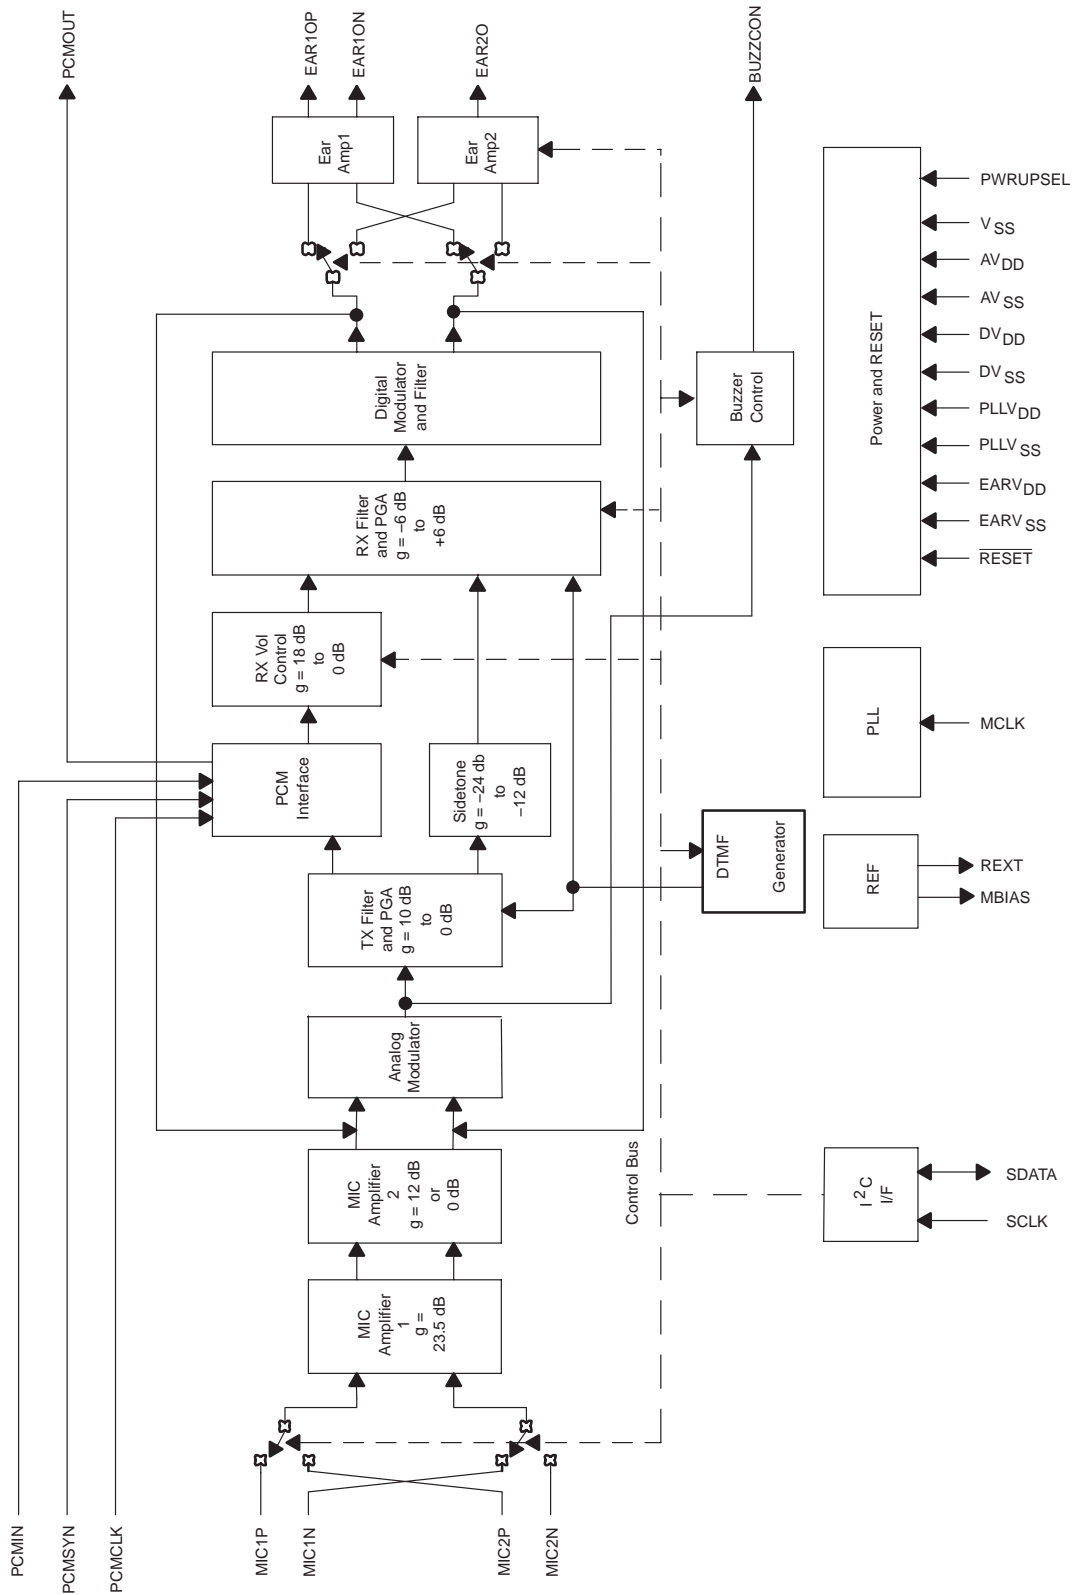 PCMOUT
EAR1OP
EAR1ON
EAR2O
BUZZCON
Ear
Amp1
Ear
Amp2
Digital
Modulator
and Filter
Buzzer
Control
RX Filter
and PGA
g = –6 dB
to
+6 dB
RX Vol
Control
g = 18 dB
to
0 dB
PCM
Interface
Sidetone
g = –24 db
to
–12 dB
DTMF
Generator
TX Filter
and PGA
g = 10 dB
to
0 dB
Analog
Modulator
MIC
Amplifier
2
g = 12 dB
or
0 dB
MIC
Amplifier
1
g =
23.5 dB
Control Bus
PCMIN
PCMSYN
PCMCLK
MIC1P
MIC1N
MIC2P
MIC2N
Power and RESET
PWRUPSEL
VSS
AVDD
AVSS
DVDD
DVSS
PLLVDD
PLLVSS
EARVDD
EARVSS
RESET
PLL
MCLK
REF
REXT
MBIAS
I2C
I/F
SDATA
SCLK